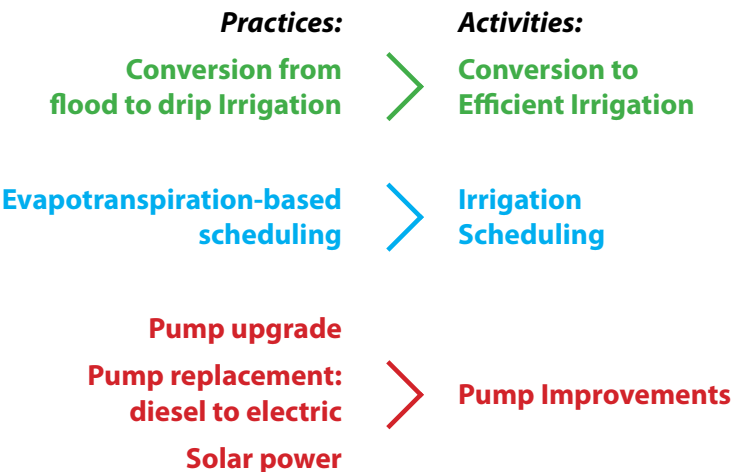 Practices:
Activities:
Conversion from
flood to drip Irrigation
Conversion to
Efficient Irrigation
Evapotranspiration-based
scheduling
Irrigation
Scheduling
Pump upgrade
Pump replacement:
diesel to electric
Solar power
Pump Improvements